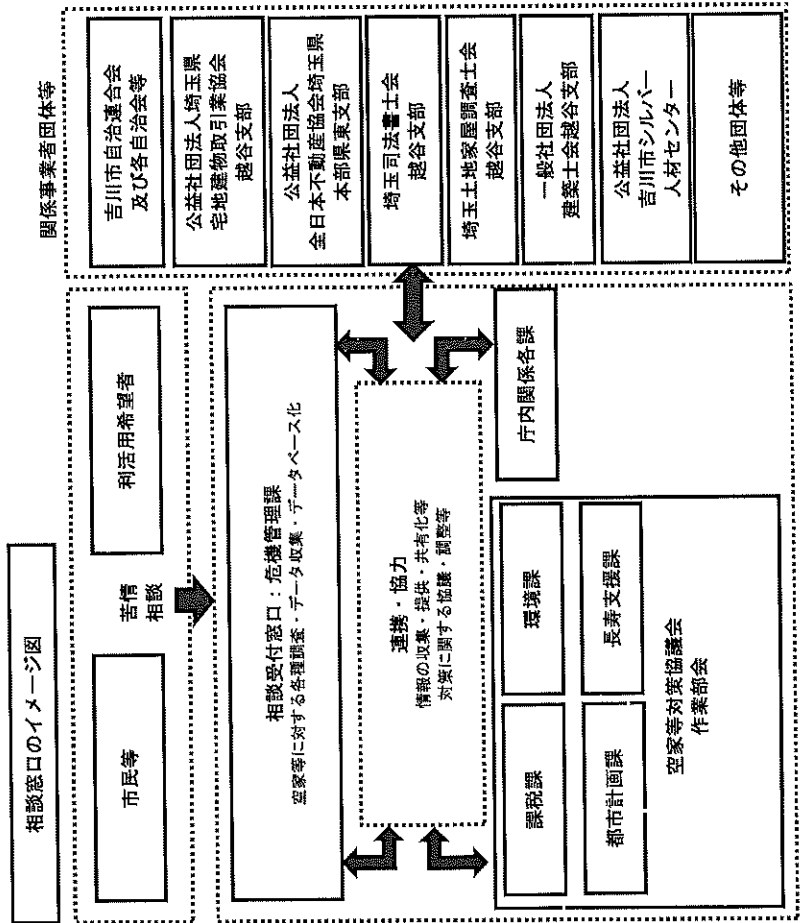 相談窓口のイメージ図
市民等
苦情
相談
利活用希望者
相談受付窓口：危機管理課
空家等に対する各種調査・データ収集・データベース化
連携・協力
情報の収集・提供・共有化等
対策に関する協議・調整等
課税課
環境課
都市計画課
長寿支援課
空家等対策協議会
作業部会
庁内関係各課
関係事業者団体等
吉川市自治連合会
及び各自治会等
公益社団法人埼玉県
宅地建物取引業協会
越谷支部
公益社団法人
全日本不動産協会埼玉県
本部県東支部
埼玉司法書士会
越谷支部
埼玉土地家屋調査士会
越谷支部
一般社団法人
建築士会越谷支部
公益社団法人
吉川市シルバー
人材センター
その他団体等